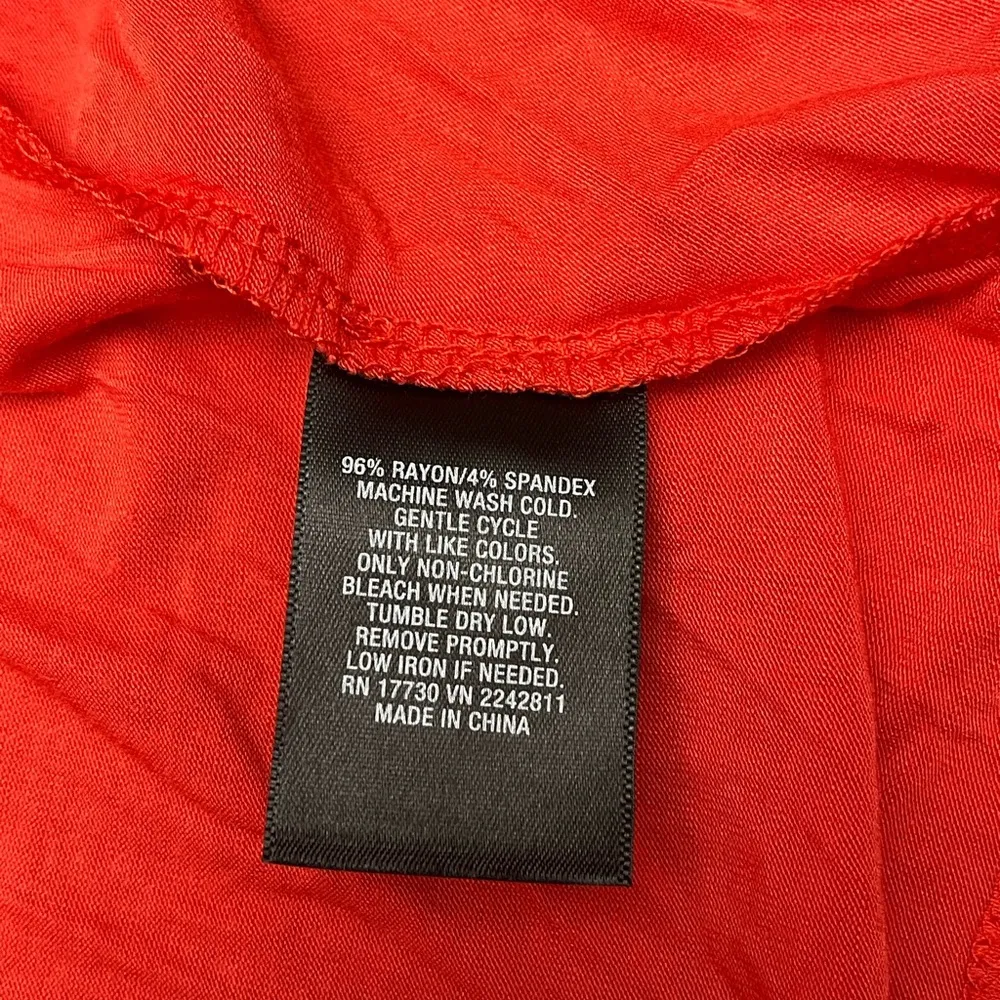 96% RAYON/4% SPANDEX
MACHINE WASH COLD.
GENTLE CYCLE
WITH LIKE COLORS.
ONLY NON-CHLORINE
BLEACH WHEN NEEDED.
TUMBLE DRY LOW.
REMOVE PROMPTLY.
LOW IRON IF NEEDED.
RN 17730 VN 2242811
MADE IN CHINA